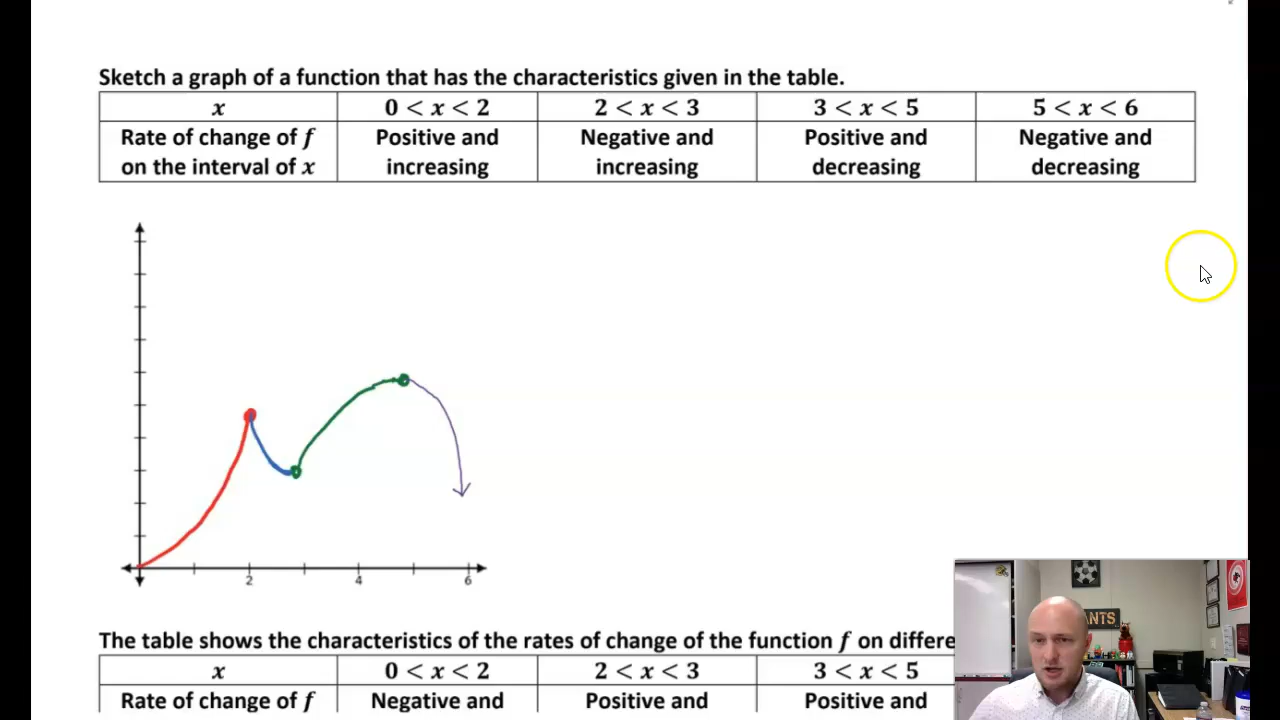 Sketch a graph of a function that has the characteristics given in the table.
x 0 < x < 2 2 < x < 3 3 < x < 5 5 < x < 6
Rate of change of f Positive and Negative and Positive and Negative and
on the interval of x increasing increasing decreasing decreasing
2 4 6
ANTS
The table shows the characteristics of the rates of change of the function f on differe
x 0 < x < 2 2 < x < 3 3 < x < 5
Rate of change of f Negative and Positive and Positive and